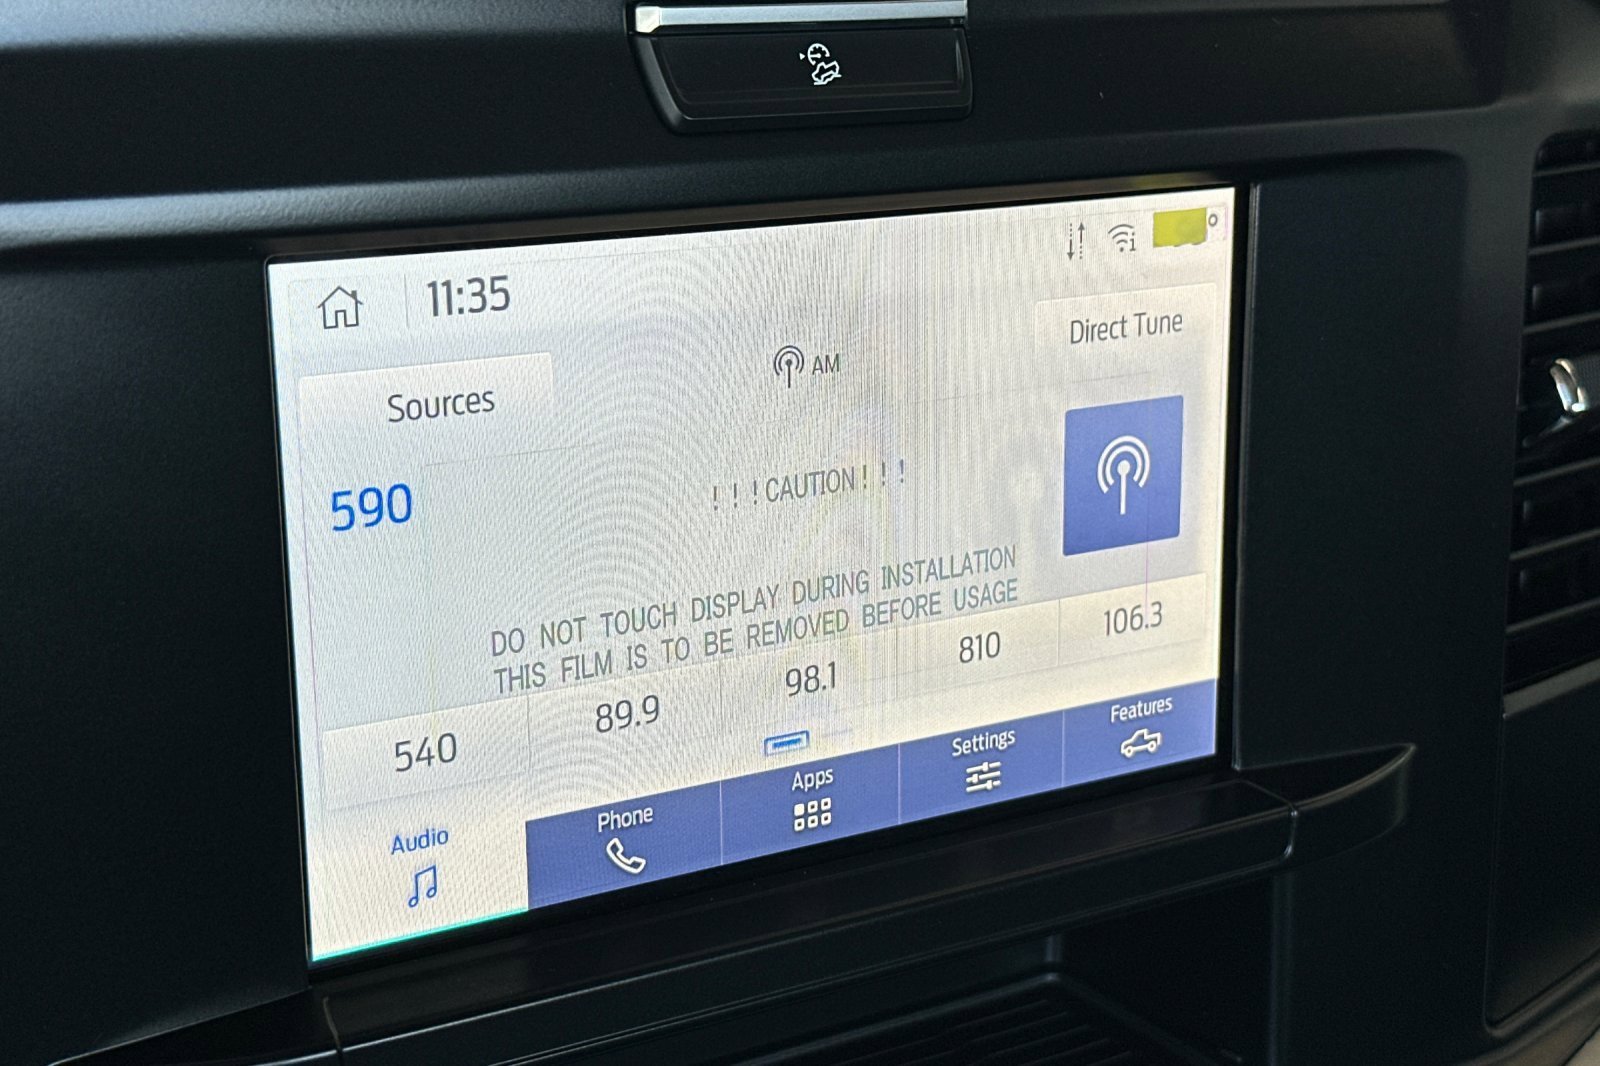 11:35
Direct Tune
AM
Sources
590
! ! ! CAUTION ! ! !
DO NOT TOUCH DISPLAY DURING INSTALLATION
THIS FILM IS TO BE REMOVED BEFORE USAGE
540
89.9
98.1
810
106.3
Audio
Phone
Apps
Settings
Features